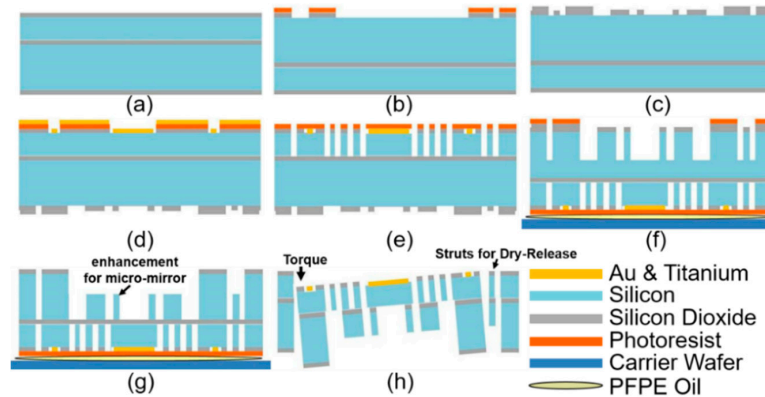 (a)
(b)
(c)
(d)
(e)
(f)
enhancement
for micro-mirror
Torque
Struts for Dry-Release
(g)
(h)
Au & Titanium
Silicon
Silicon Dioxide
Photoresist
Carrier Wafer
PFPE Oil